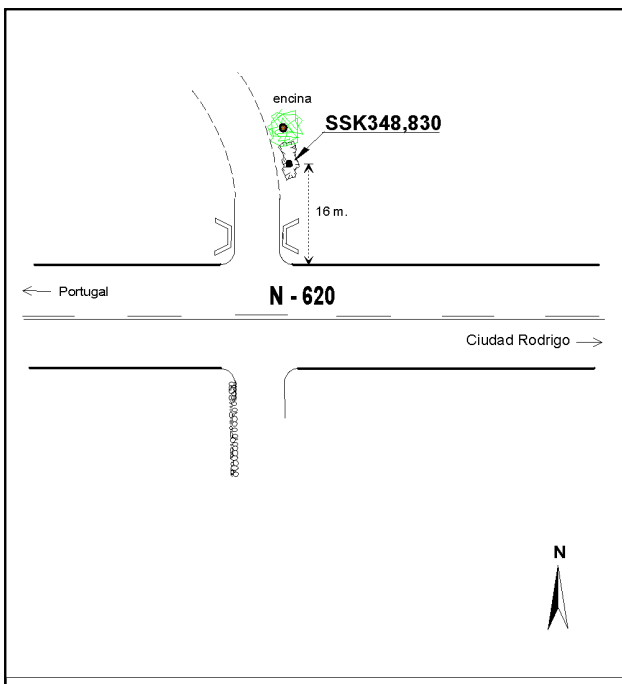 encina
SSK348,830
16 m.
Portugal
N - 620
Ciudad Rodrigo
N